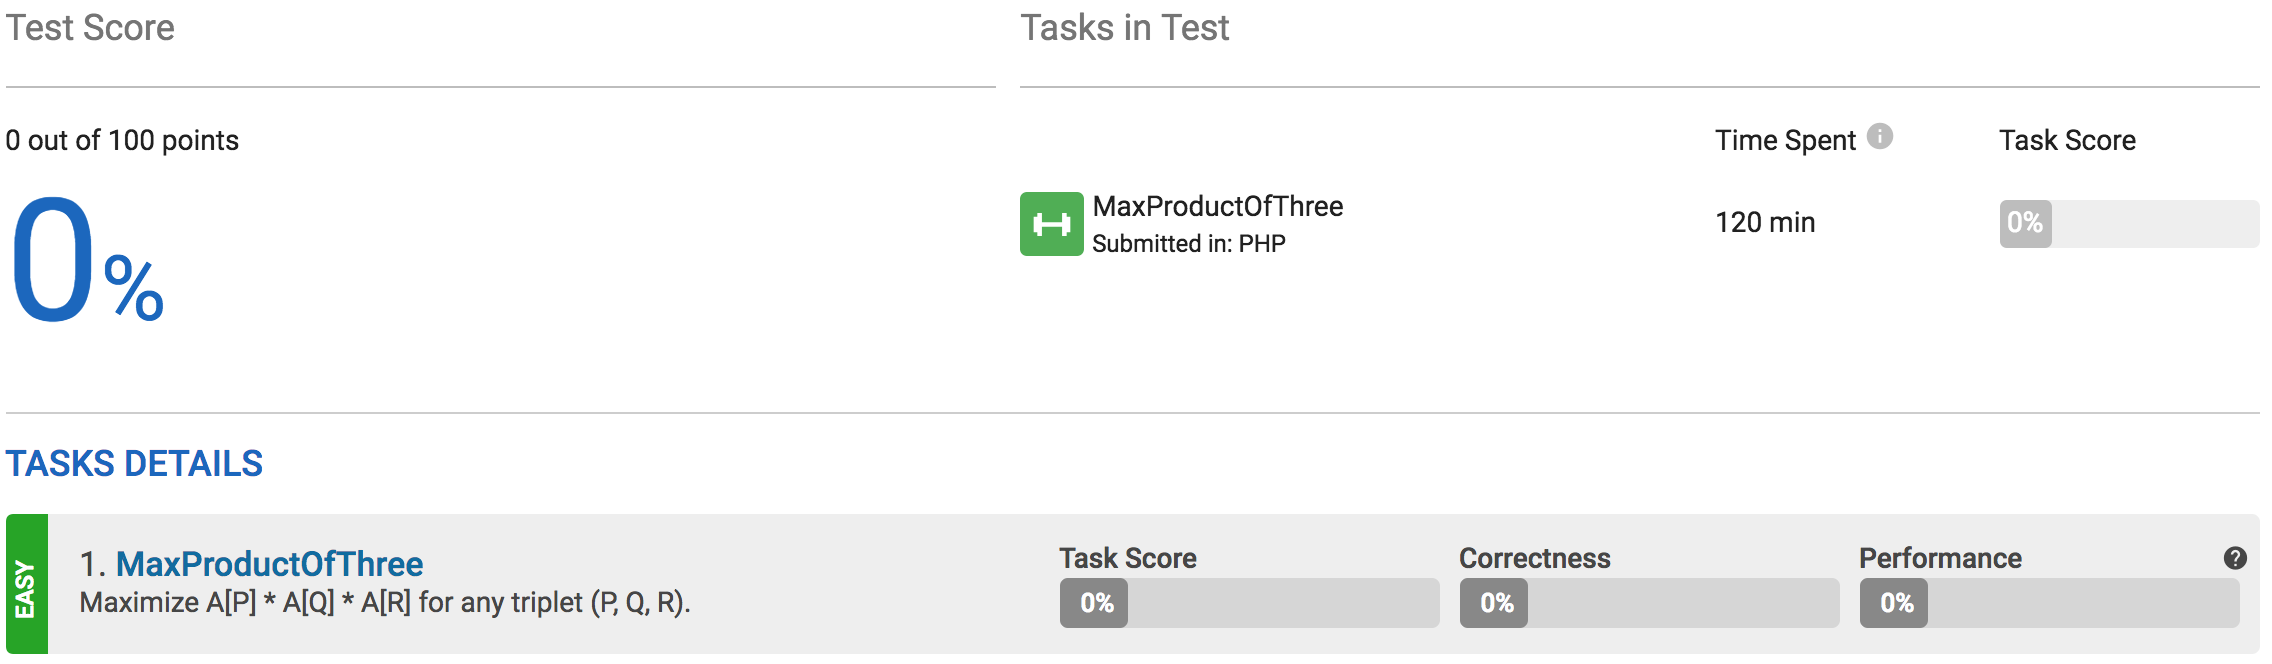 Test Score
Tasks in Test
0 out of 100 points
Time Spent i
Task Score
0%
MaxProductOfThree
Submitted in: PHP
120 min
0%
TASKS DETAILS
EASY
1. MaxProductOfThree
Maximize A[P] * A[Q] * A[R] for any triplet (P, Q, R).
Task Score
0%
Correctness
0%
Performance ?
0%